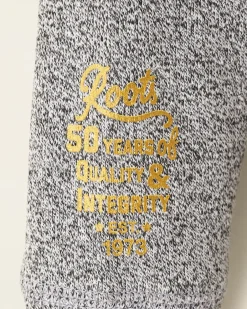 Roots
50 YEARS of
QUALITY &
INTEGRITY
★ EST ★
1973